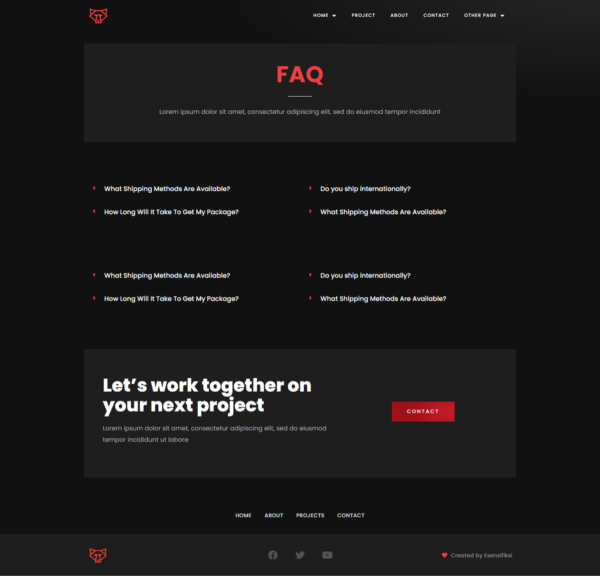 HOME PROJECT ABOUT CONTACT OTHER PAGE
FAQ
Lorem ipsum dolor sit amet, consectetur adipiscing elit, sed do eiusmod tempor incididunt
What Shipping Methods Are Available?
How Long Will It Take To Get My Package?
Do you ship internationally?
What Shipping Methods Are Available?
What Shipping Methods Are Available?
How Long Will It Take To Get My Package?
Do you ship internationally?
What Shipping Methods Are Available?
Let's work together on
your next project
Lorem ipsum dolor sit amet, consectetur adipiscing elit, sed do eiusmod
tempor incididunt ut labore
CONTACT
HOME ABOUT PROJECTS CONTACT
Created by Esensifiksi